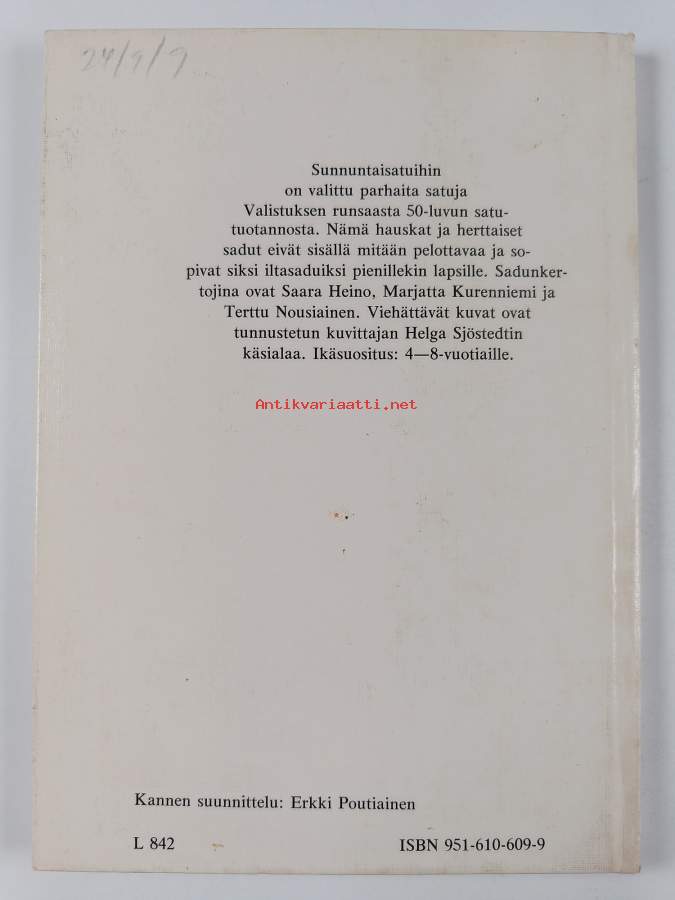 24/9/7
Sunnuntaisatuihin
on valittu parhaita satuja
Valistuksen runsaasta 50-luvun satu-
tuotannosta. Nämä hauskat ja herttaiset
sadut eivät sisällä mitään pelottavaa ja so-
pivat siksi iltasaduiksi pienillekin lapsille. Sadunker-
tojina ovat Saara Heino, Marjatta Kurenniemi ja
Terttu Nousiainen. Viehättävät kuvat ovat
tunnustetun kuvittajan Helga Sjöstedtin
käsialaa. Ikäsuositus: 4—8-vuotiaille.
Antikvariaatti.net
Kannen suunnittelu: Erkki Poutiainen
L 842 ISBN 951-610-609-9